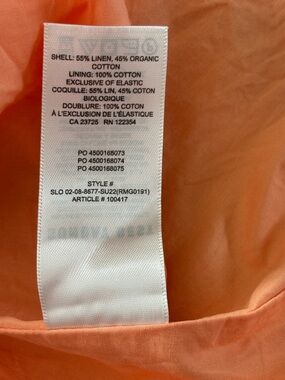 SHELL: 55% LINEN, 45% ORGANIC
COTTON
LINING: 100% COTTON
EXCLUSIVE OF ELASTIC
COQUILLE: 55% LIN, 45% COTON
BIOLOGIQUE
DOUBLURE: 100% COTON
À L'EXCLUSION DE L'ÉLASTIQUE
CA 23725 RN 122354
PO 4500168073
PO 4500168074
PO 4500168075
STYLE #
SLO 02-08-8677-SU22(RMG0191)
ARTICLE # 100417